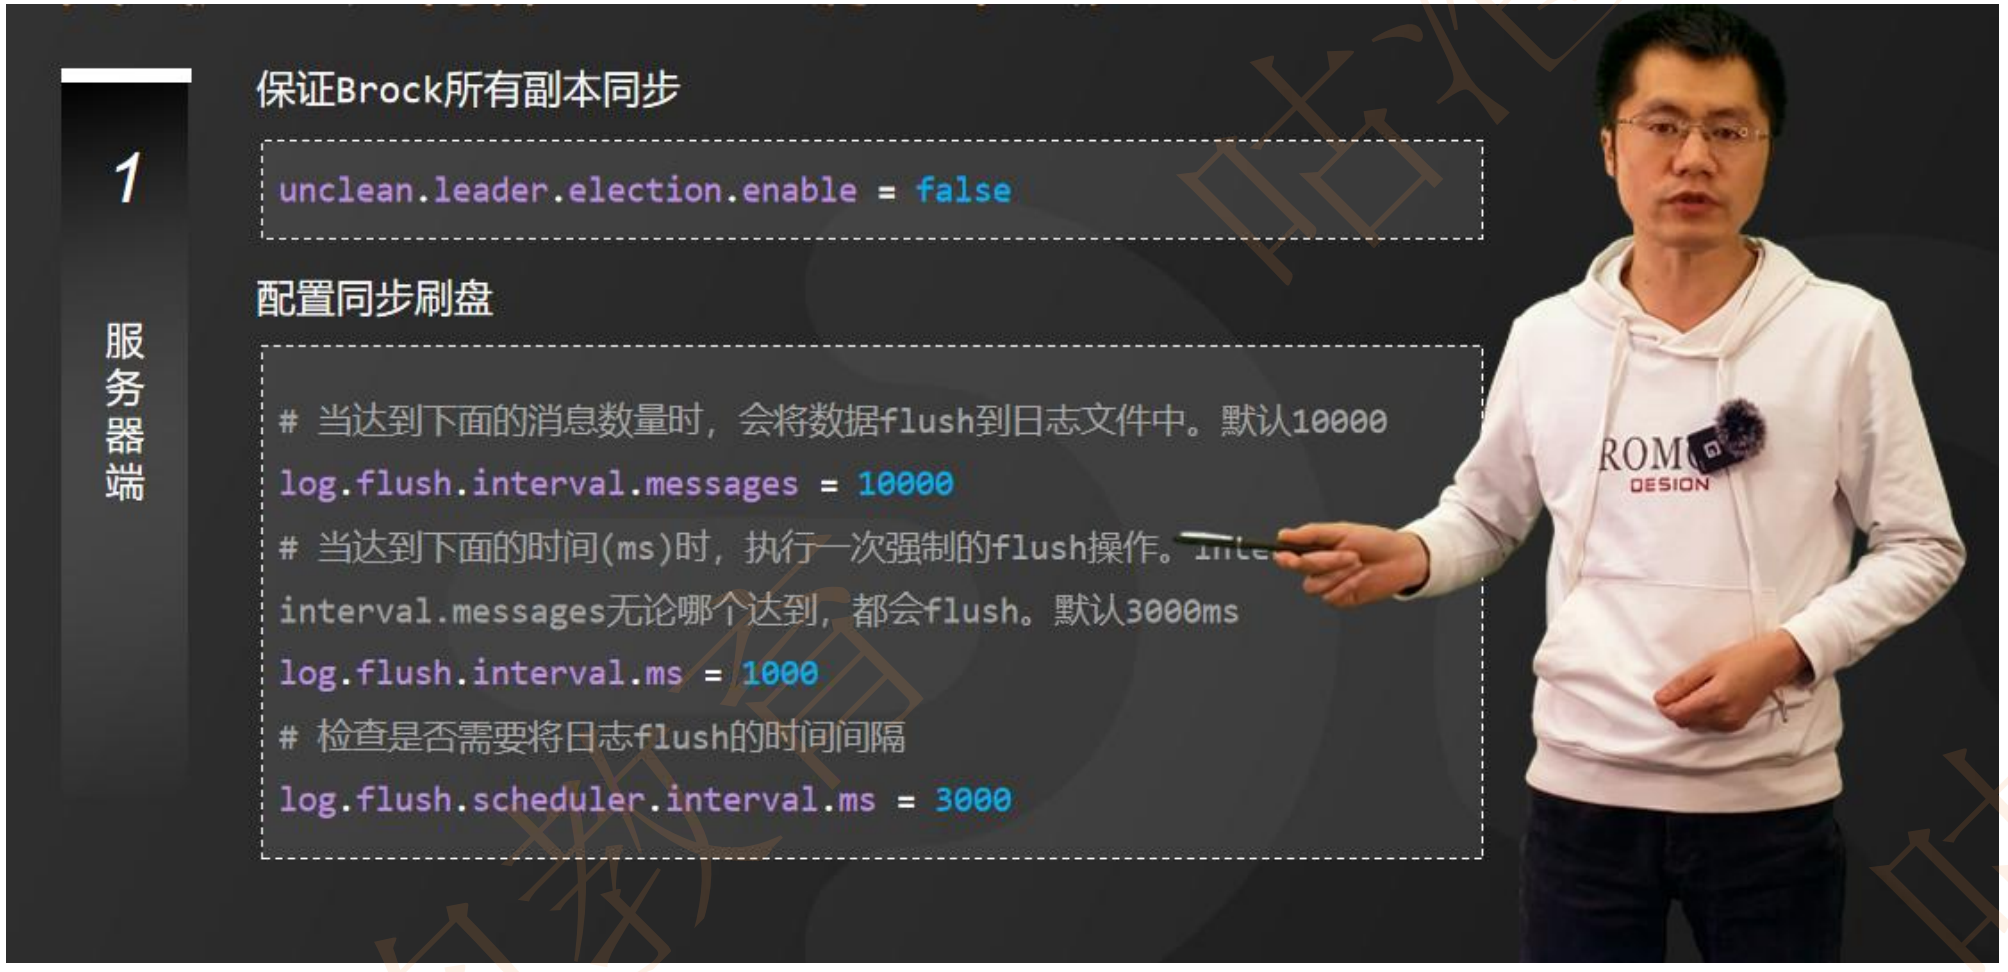 1
服务器端
保证Brock所有副本同步
unclean.leader.election.enable = false
配置同步刷盘
# 当达到下面的消息数量时，会将数据flush到日志文件中。默认10000
log.flush.interval.messages = 10000
# 当达到下面的时间(ms)时，执行一次强制的flush操作。
interval.messages无论哪个达到，都会flush。默认3000ms
log.flush.interval.ms = 1000
# 检查是否需要将日志flush的时间间隔
log.flush.scheduler.interval.ms = 3000
DESION
教育